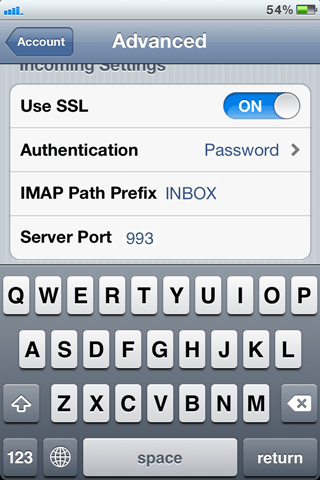 54%
Account
Advanced
Incoming Settings
Use SSL ON
Authentication Password
IMAP Path Prefix INBOX
Server Port 993
Q W E R T Y U I O P
A S D F G H J K L
Z X C V B N M
123 space return